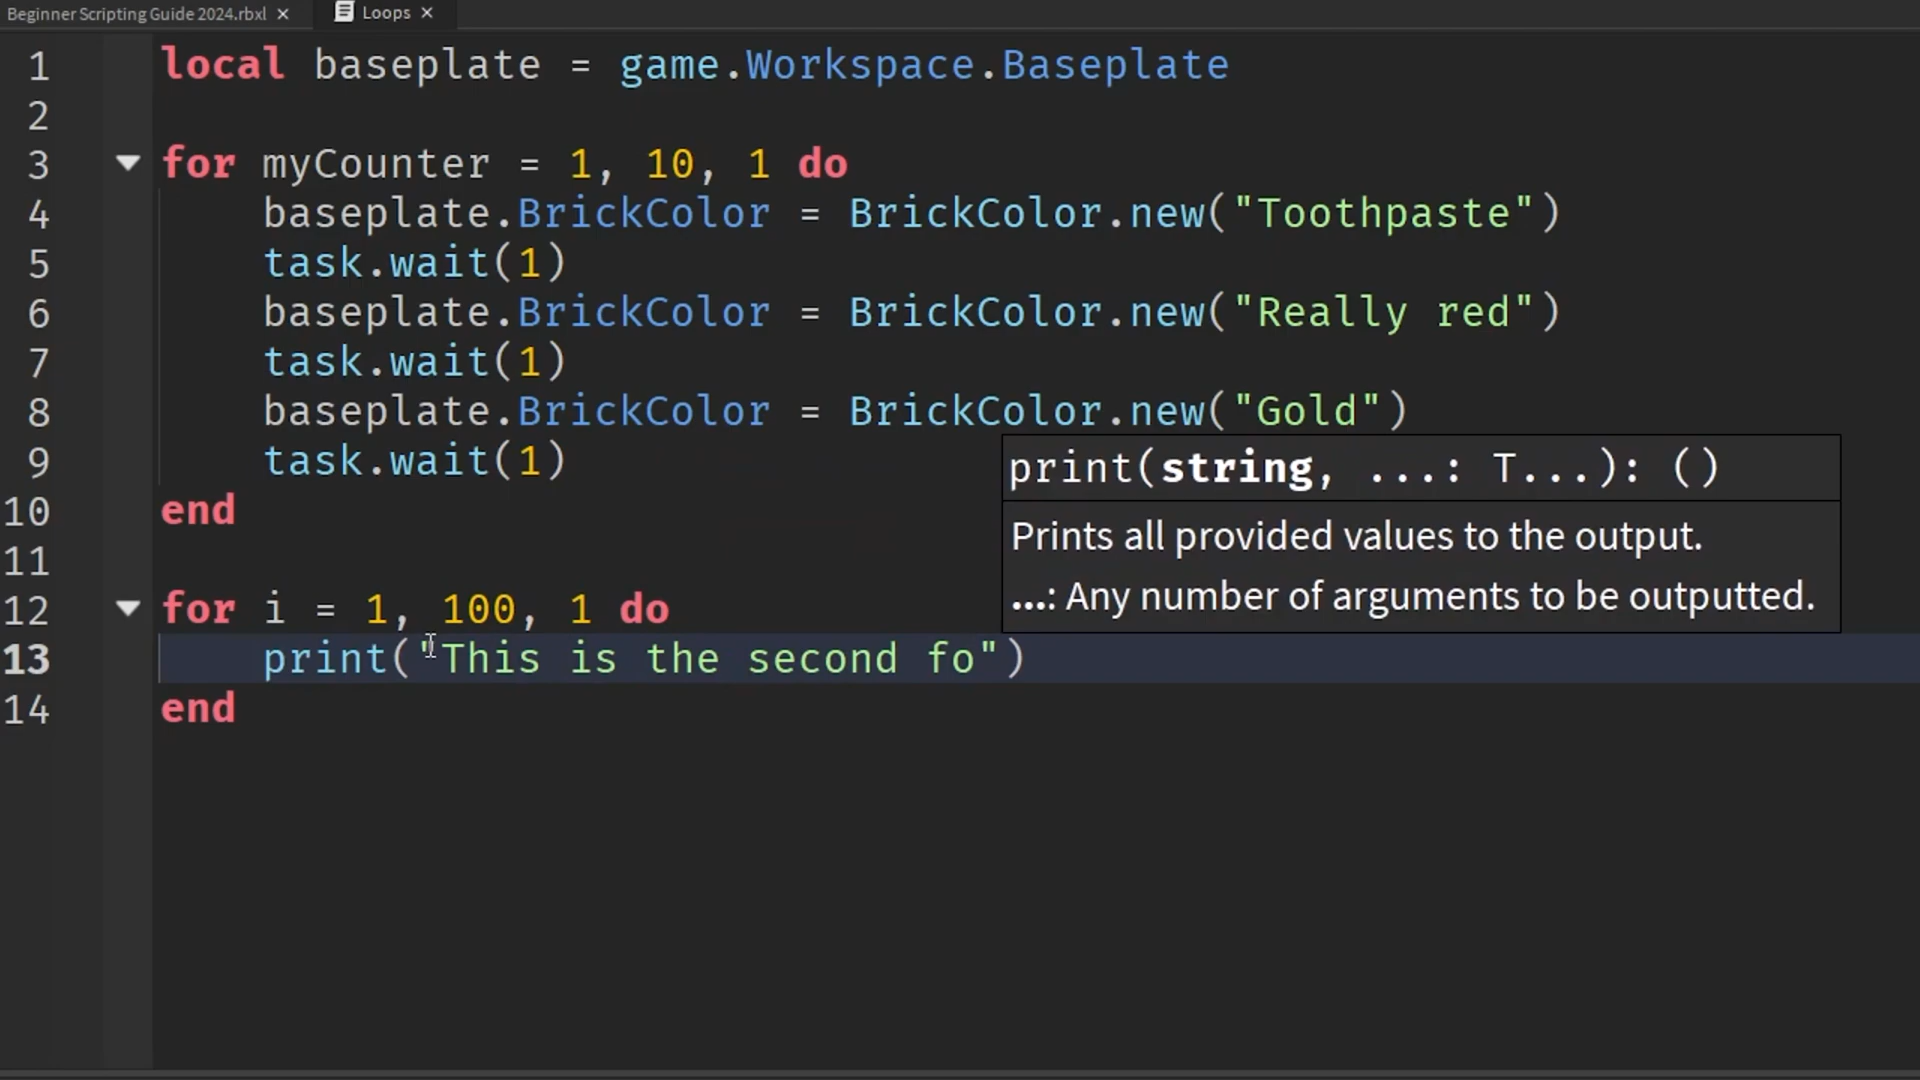 Beginner Scripting Guide 2024.rbxl × Loops ×
1 local baseplate = game.Workspace.Baseplate
2
3 for myCounter = 1, 10, 1 do
4 baseplate.BrickColor = BrickColor.new("Toothpaste")
5 task.wait(1)
6 baseplate.BrickColor = BrickColor.new("Really red")
7 task.wait(1)
8 baseplate.BrickColor = BrickColor.new("Gold")
9 task.wait(1)
print(string, ...: T...): ()
10 end
Prints all provided values to the output.
11
...: Any number of arguments to be outputted.
12 for i = 1, 100, 1 do
13 print("This is the second fo")
14 end